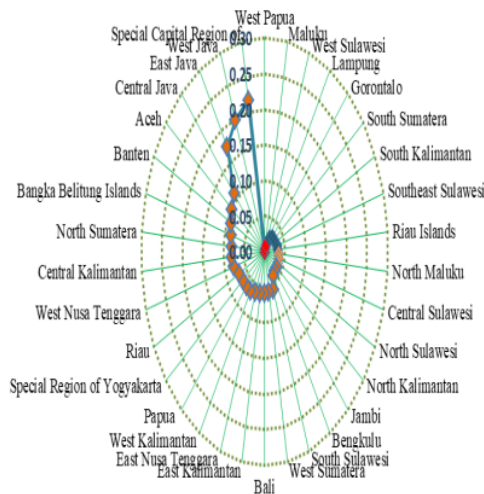 West Papua
Special Capital Region of
Maluku
0.30
West Java
West Sulawesi
East Java
Lampung
0.25
Central Java
Gorontalo
0.20
Aceh
South Sumatera
0.15
Banten
South Kalimantan
0.10
Bangka Belitung Islands
Southeast Sulawesi
0.05
North Sumatera
Riau Islands
0.00
Central Kalimantan
North Maluku
West Nusa Tenggara
Central Sulawesi
Riau
North Sulawesi
Special Region of Yogyakarta
North Kalimantan
Papua
Jambi
West Kalimantan
Bengkulu
East Nusa Tenggara
South Sulawesi
East Kalimantan
West Sumatera
Bali